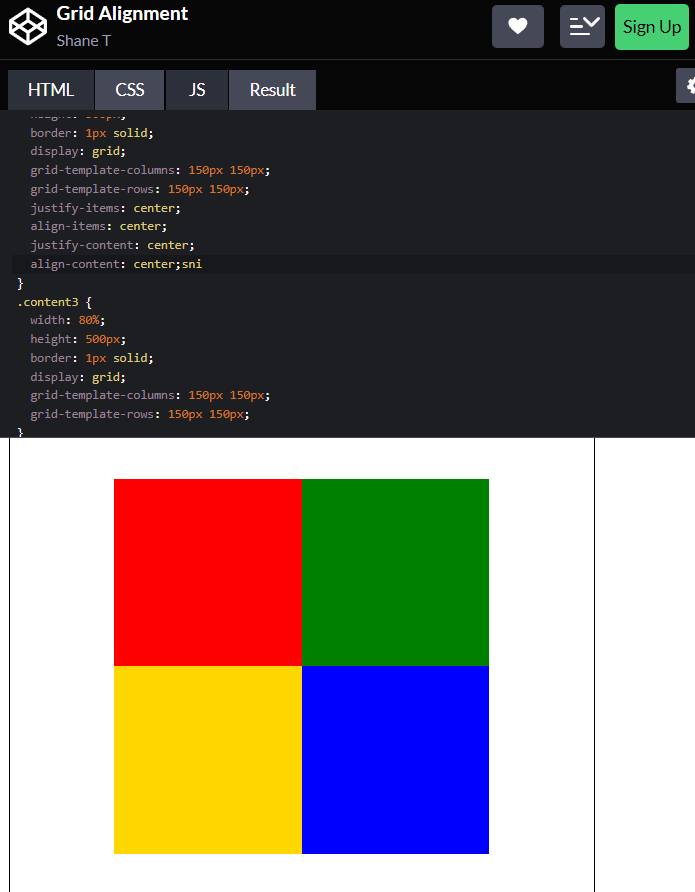 Grid Alignment
Shane T
Sign Up
HTML CSS JS Result
border: 1px solid;
display: grid;
grid-template-columns: 150px 150px;
grid-template-rows: 150px 150px;
justify-items: center;
align-items: center;
justify-content: center;
align-content: center;sni
}
.content3 {
width: 80%;
height: 500px;
border: 1px solid;
display: grid;
grid-template-columns: 150px 150px;
grid-template-rows: 150px 150px;
}